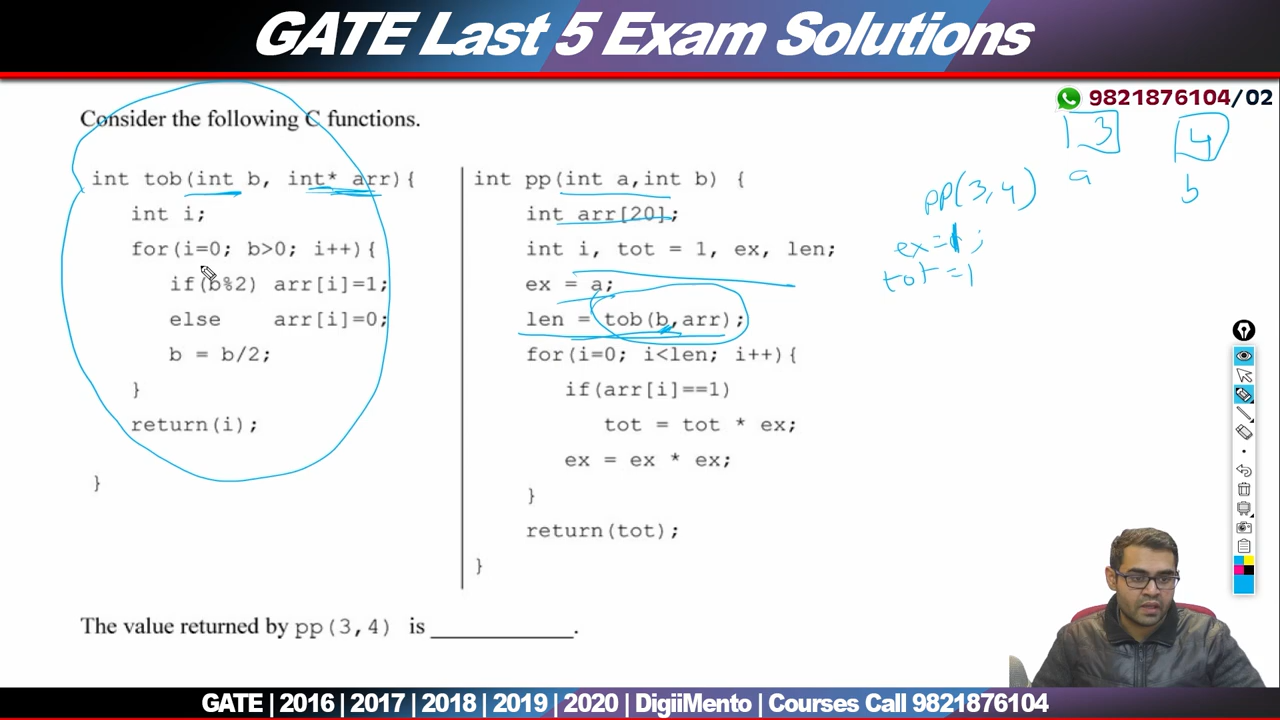 GATE Last 5 Exam Solutions
9821876104/02
Consider the following C functions.
int tob(int b, int* arr){
int i;
for(i=0; b>0; i++){
if(b%2) arr[i]=1;
else arr[i]=0;
b = b/2;
}
return(i);
}
int pp(int a,int b) {
int arr[20];
int i, tot = 1, ex, len;
ex = a;
len = tob(b,arr);
for(i=0; i<len; i++){
if(arr[i]==1)
tot = tot * ex;
ex = ex * ex;
}
return(tot);
}
3 4
a b
pp(3,4)
ex=1;
tot=1
The value returned by pp(3,4) is ____________.
GATE | 2016 | 2017 | 2018 | 2019 | 2020 | DigiiMento | Courses Call 9821876104